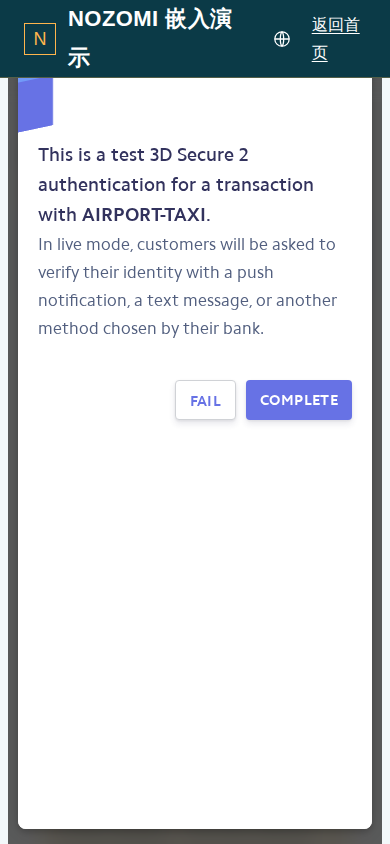 N
NOZOMI 嵌入演
示
返回首
页
This is a test 3D Secure 2
authentication for a transaction
with AIRPORT-TAXI.
In live mode, customers will be asked to
verify their identity with a push
notification, a text message, or another
method chosen by their bank.
FAIL
COMPLETE